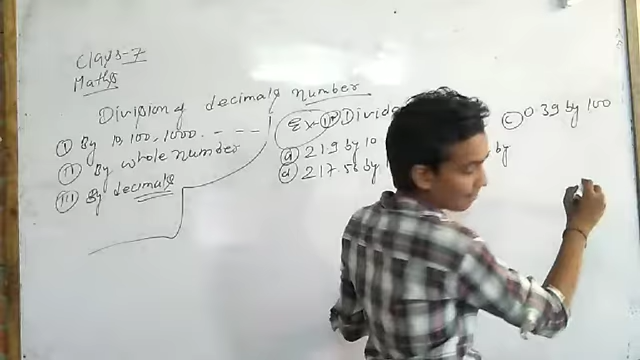 Class-7
Maths
Division of decimals number
(i) By 10, 100, 1000. - - - -
(ii) By whole number
(iii) By decimals
Ex-1 Divide
(c) 0.39 by 100
(a) 21.9 by 10
by
(d) 217.56 by